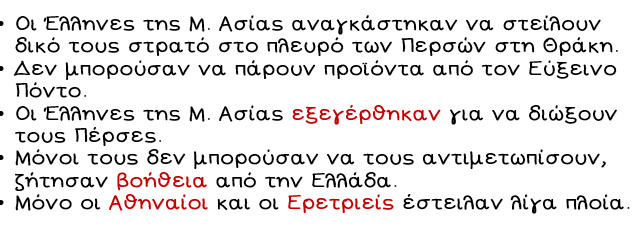 • Οι Έλληνες της Μ. Ασίας αναγκάστηκαν να στείλουν
δικό τους στρατό στο πλευρό των Περσών στη Θράκη.
• Δεν μπορούσαν να πάρουν προϊόντα από τον Εύξεινο
Πόντο.
• Οι Έλληνες της Μ. Ασίας εξεγέρθηκαν για να διώξουν
τους Πέρσες.
• Μόνοι τους δεν μπορούσαν να τους αντιμετωπίσουν,
ζήτησαν βοήθεια από την Ελλάδα.
• Μόνο οι Αθηναίοι και οι Ερετριείς έστειλαν λίγα πλοία.